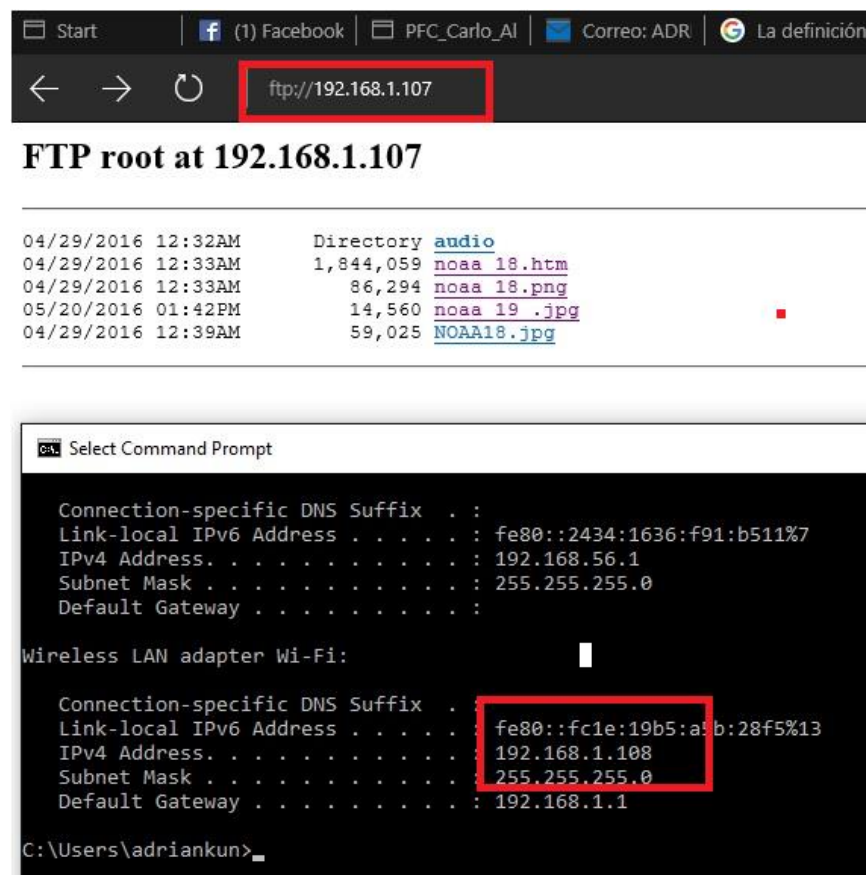 Start
(1) Facebook
PFC_Carlo_Al
Correo: ADR
La definición
ftp://192.168.1.107
FTP root at 192.168.1.107
04/29/2016 12:32AM Directory audio
04/29/2016 12:33AM 1,844,059 noaa 18.htm
04/29/2016 12:33AM 86,294 noaa 18.png
05/20/2016 01:42PM 14,560 noaa 19 .jpg
04/29/2016 12:39AM 59,025 NOAA18.jpg
Select Command Prompt
Connection-specific DNS Suffix . :
Link-local IPv6 Address . . . . . : fe80::2434:1636:f91:b511%7
IPv4 Address. . . . . . . . . . . : 192.168.56.1
Subnet Mask . . . . . . . . . . . : 255.255.255.0
Default Gateway . . . . . . . . . :
Wireless LAN adapter Wi-Fi:
Connection-specific DNS Suffix . :
Link-local IPv6 Address . . . . . : fe80::fc1e:19b5:a5b:28f5%13
IPv4 Address. . . . . . . . . . . : 192.168.1.108
Subnet Mask . . . . . . . . . . . : 255.255.255.0
Default Gateway . . . . . . . . . : 192.168.1.1
C:\Users\adriankun>